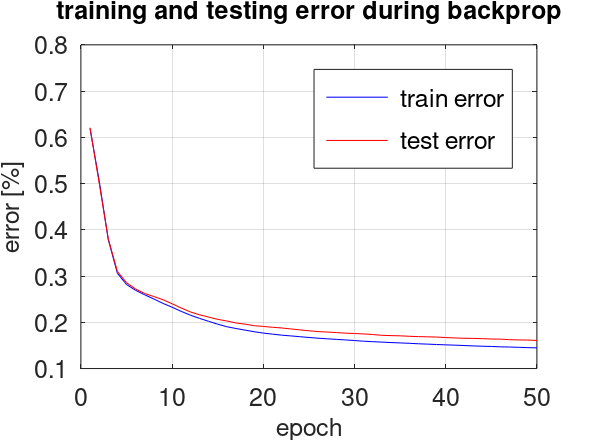 training and testing error during backprop
0.8
0.7
0.6
0.5
0.4
0.3
0.2
0.1
error [%]
train error
test error
0 10 20 30 40 50
epoch